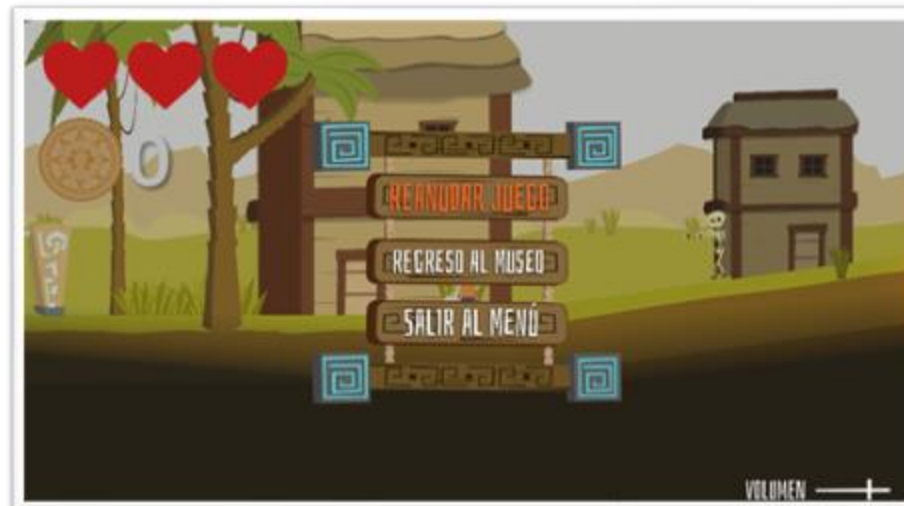 0
REANUDAR JUEGO
REGRESO AL MUSEO
SALIR AL MENÚ
VOLUMEN